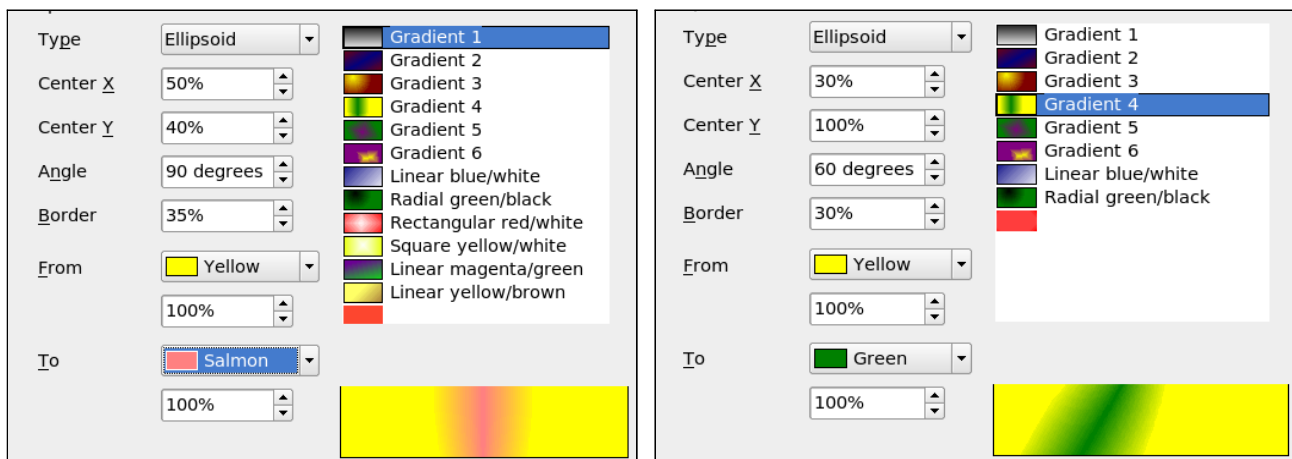 Type Ellipsoid
Center X 50%
Center Y 40%
Angle 90 degrees
Border 35%
From Yellow
100%
To Salmon
100%
Gradient 1
Gradient 2
Gradient 3
Gradient 4
Gradient 5
Gradient 6
Linear blue/white
Radial green/black
Rectangular red/white
Square yellow/white
Linear magenta/green
Linear yellow/brown
Type Ellipsoid
Center X 30%
Center Y 100%
Angle 60 degrees
Border 30%
From Yellow
100%
To Green
100%
Gradient 1
Gradient 2
Gradient 3
Gradient 4
Gradient 5
Gradient 6
Linear blue/white
Radial green/black